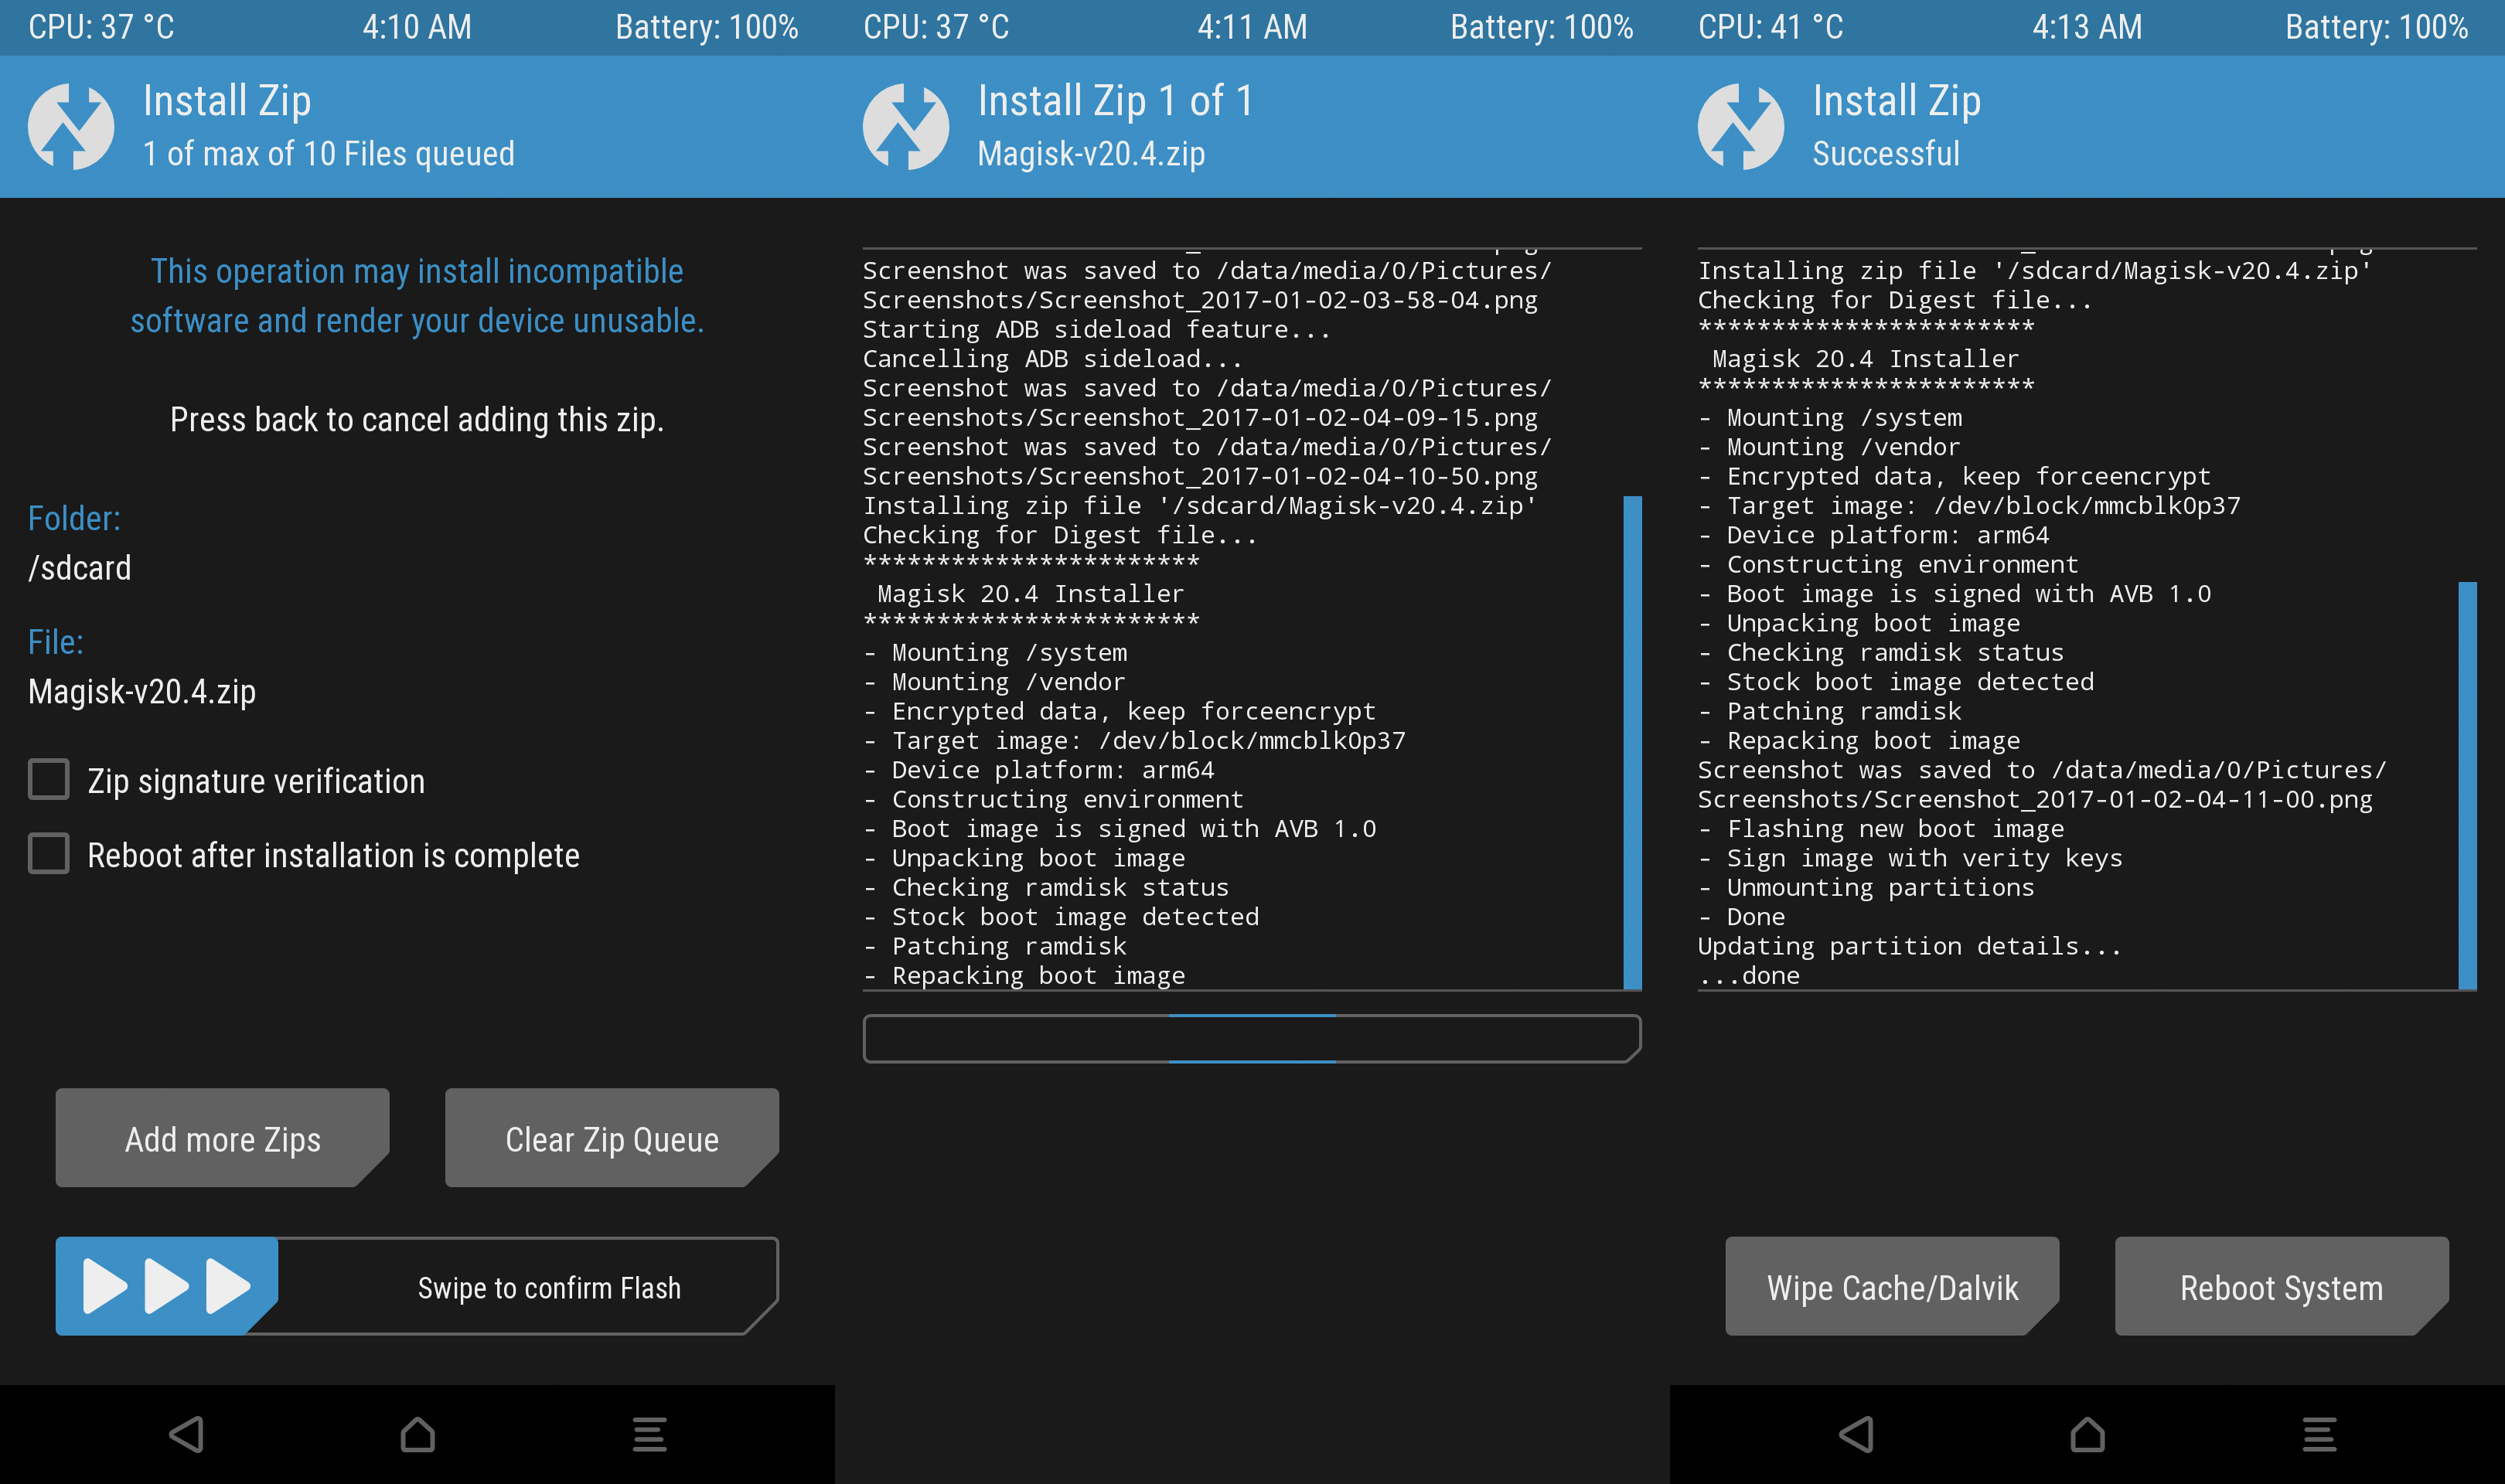 CPU: 37 °C 4:10 AM Battery: 100%
Install Zip
1 of max of 10 Files queued
This operation may install incompatible
software and render your device unusable.
Press back to cancel adding this zip.
Folder:
/sdcard
File:
Magisk-v20.4.zip
Zip signature verification
Reboot after installation is complete
Add more Zips Clear Zip Queue
Swipe to confirm Flash
CPU: 37 °C 4:11 AM Battery: 100%
Install Zip 1 of 1
Magisk-v20.4.zip
Screenshot was saved to /data/media/0/Pictures/
Screenshots/Screenshot_2017-01-02-03-58-04.png
Starting ADB sideload feature...
Cancelling ADB sideload...
Screenshot was saved to /data/media/0/Pictures/
Screenshots/Screenshot_2017-01-02-04-09-15.png
Screenshot was saved to /data/media/0/Pictures/
Screenshots/Screenshot_2017-01-02-04-10-50.png
Installing zip file '/sdcard/Magisk-v20.4.zip'
Checking for Digest file...
***********************
Magisk 20.4 Installer
***********************
- Mounting /system
- Mounting /vendor
- Encrypted data, keep forceencrypt
- Target image: /dev/block/mmcblk0p37
- Device platform: arm64
- Constructing environment
- Boot image is signed with AVB 1.0
- Unpacking boot image
- Checking ramdisk status
- Stock boot image detected
- Patching ramdisk
- Repacking boot image
CPU: 41 °C 4:13 AM Battery: 100%
Install Zip
Successful
Installing zip file '/sdcard/Magisk-v20.4.zip'
Checking for Digest file...
***********************
Magisk 20.4 Installer
***********************
- Mounting /system
- Mounting /vendor
- Encrypted data, keep forceencrypt
- Target image: /dev/block/mmcblk0p37
- Device platform: arm64
- Constructing environment
- Boot image is signed with AVB 1.0
- Unpacking boot image
- Checking ramdisk status
- Stock boot image detected
- Patching ramdisk
- Repacking boot image
Screenshot was saved to /data/media/0/Pictures/
Screenshots/Screenshot_2017-01-02-04-11-00.png
- Flashing new boot image
- Sign image with verity keys
- Unmounting partitions
- Done
Updating partition details...
...done
Wipe Cache/Dalvik Reboot System